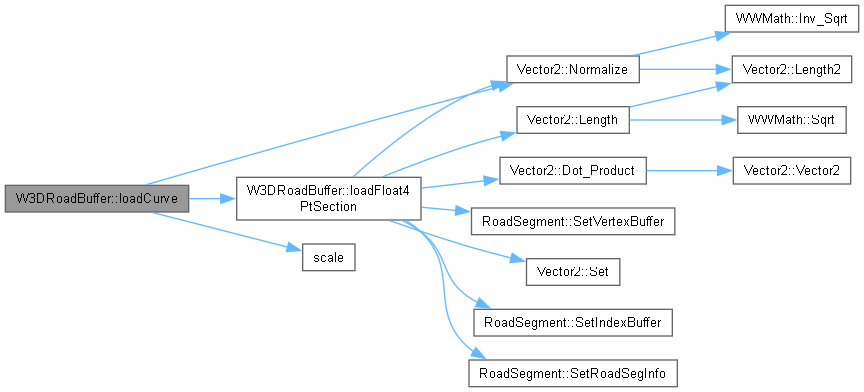 WWMath::Inv_Sqrt
Vector2::Normalize
Vector2::Length2
Vector2::Length
WWMath::Sqrt
Vector2::Dot_Product
Vector2::Vector2
W3DRoadBuffer::loadCurve
W3DRoadBuffer::loadFloat4
PtSection
RoadSegment::SetVertexBuffer
scale
Vector2::Set
RoadSegment::SetIndexBuffer
RoadSegment::SetRoadSegInfo